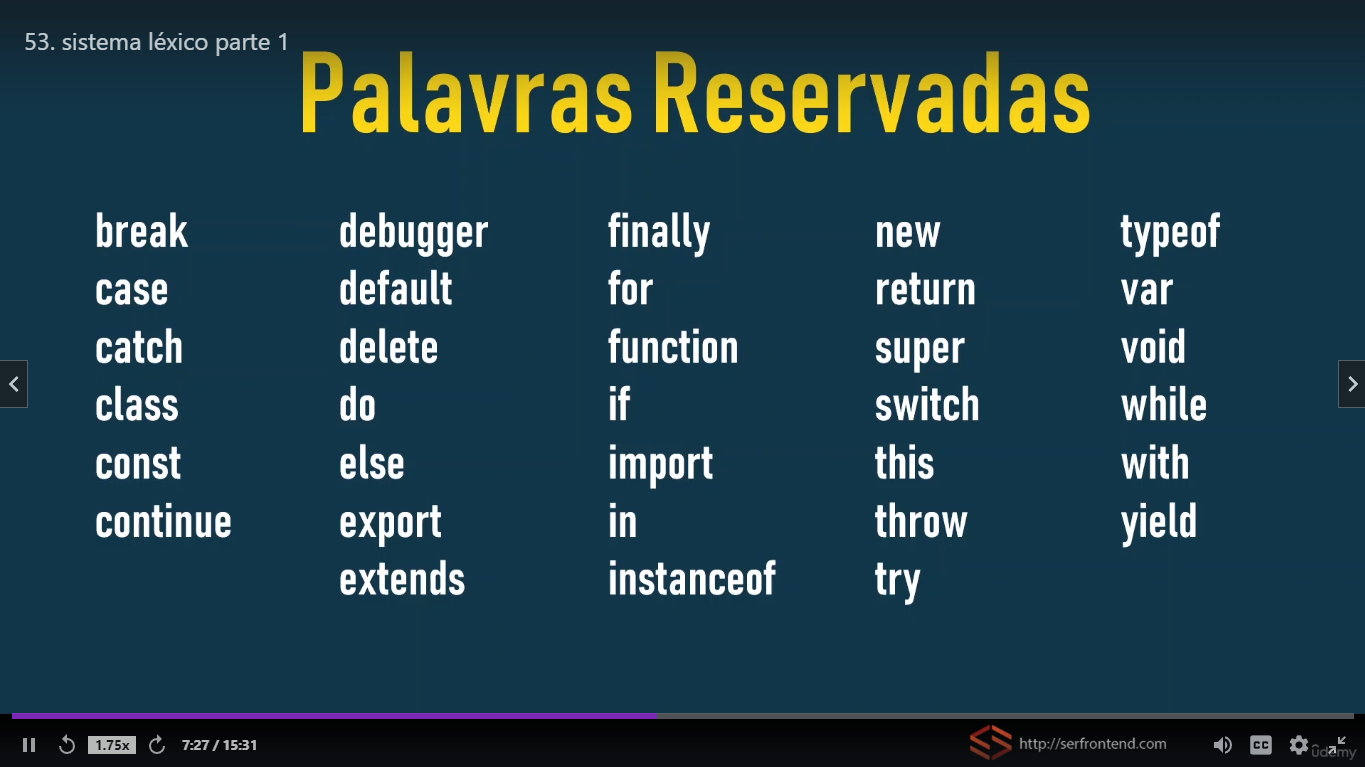 53. sistema léxico parte 1
Palavras Reservadas
break
case
catch
class
const
continue
debugger
default
delete
do
else
export
extends
finally
for
function
if
import
in
instanceof
new
return
super
switch
this
throw
try
typeof
var
void
while
with
yield
1.75x
7:27 / 15:31
http://serfrontend.com
CC
ûdemy